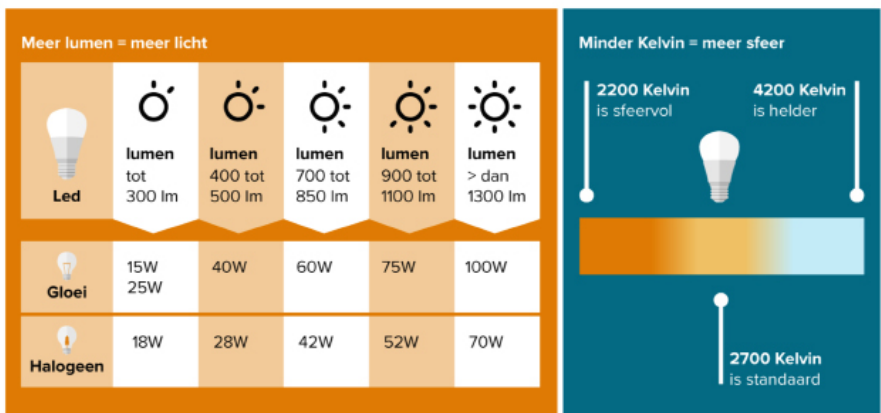 Meer lumen = meer licht
Led
lumen
tot
300 lm
lumen
400 tot
500 lm
lumen
700 tot
850 lm
lumen
900 tot
1100 lm
lumen
> dan
1300 lm
Gloei
15W
25W
40W
60W
75W
100W
Halogeen
18W
28W
42W
52W
70W
Minder Kelvin = meer sfeer
2200 Kelvin
is sfeervol
4200 Kelvin
is helder
2700 Kelvin
is standaard